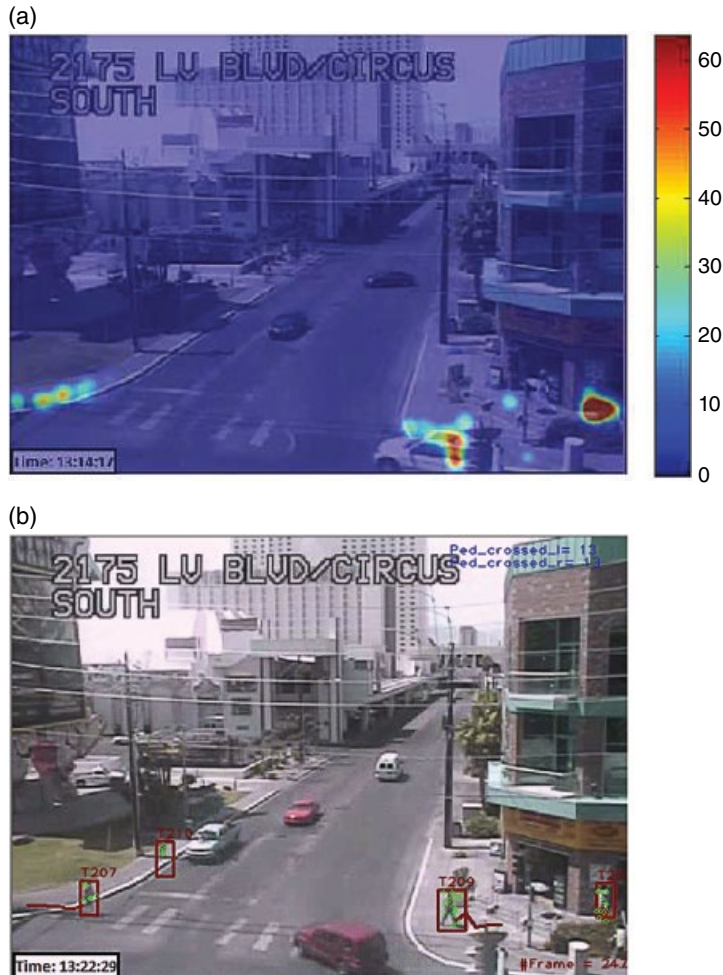 (a)
2175 LV BLVD/CIRCUS
SOUTH
60
50
40
30
20
10
0
Time: 13:14:17
(b)
Ped_crossed_l= 13
Ped_crossed_r= 13
2175 LV BLVD/CIRCUS
SOUTH
T210
T207
T209
Time: 13:22:29
#Frame =